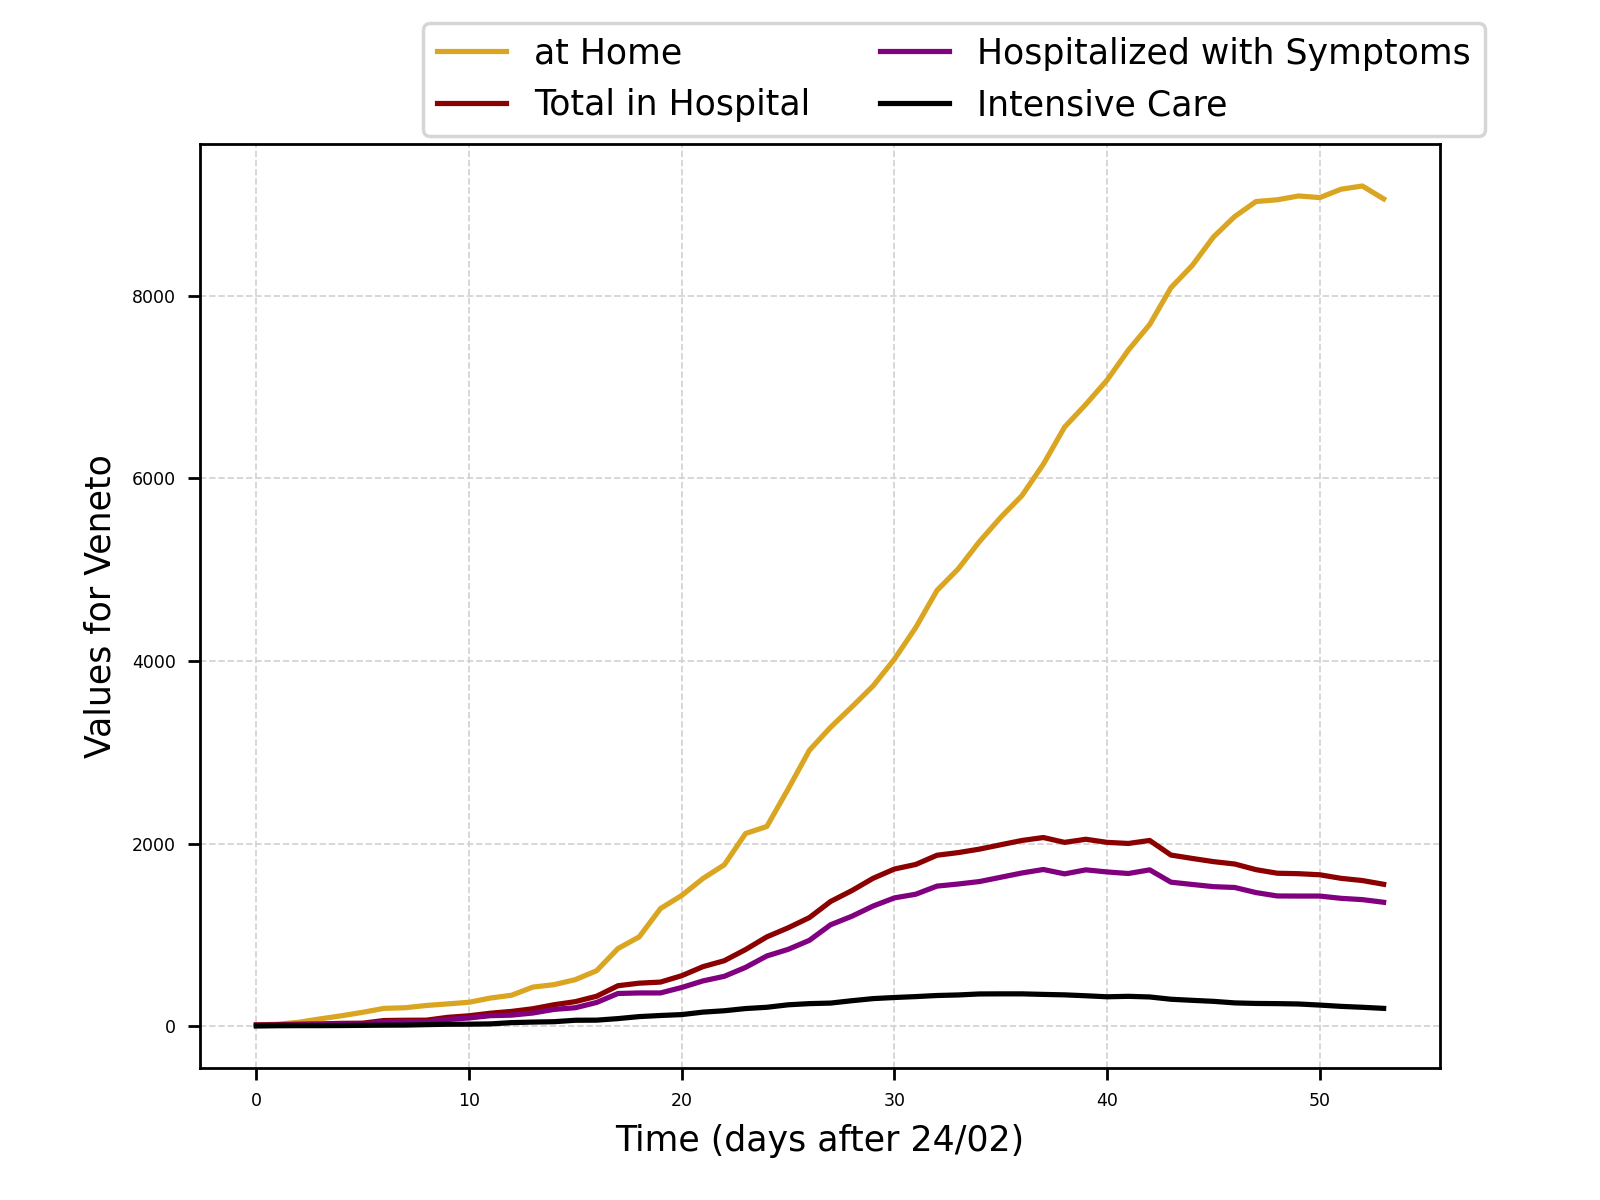 at Home
Total in Hospital
Hospitalized with Symptoms
Intensive Care
Values for Veneto
8000
6000
4000
2000
0
0 10 20 30 40 50
Time (days after 24/02)